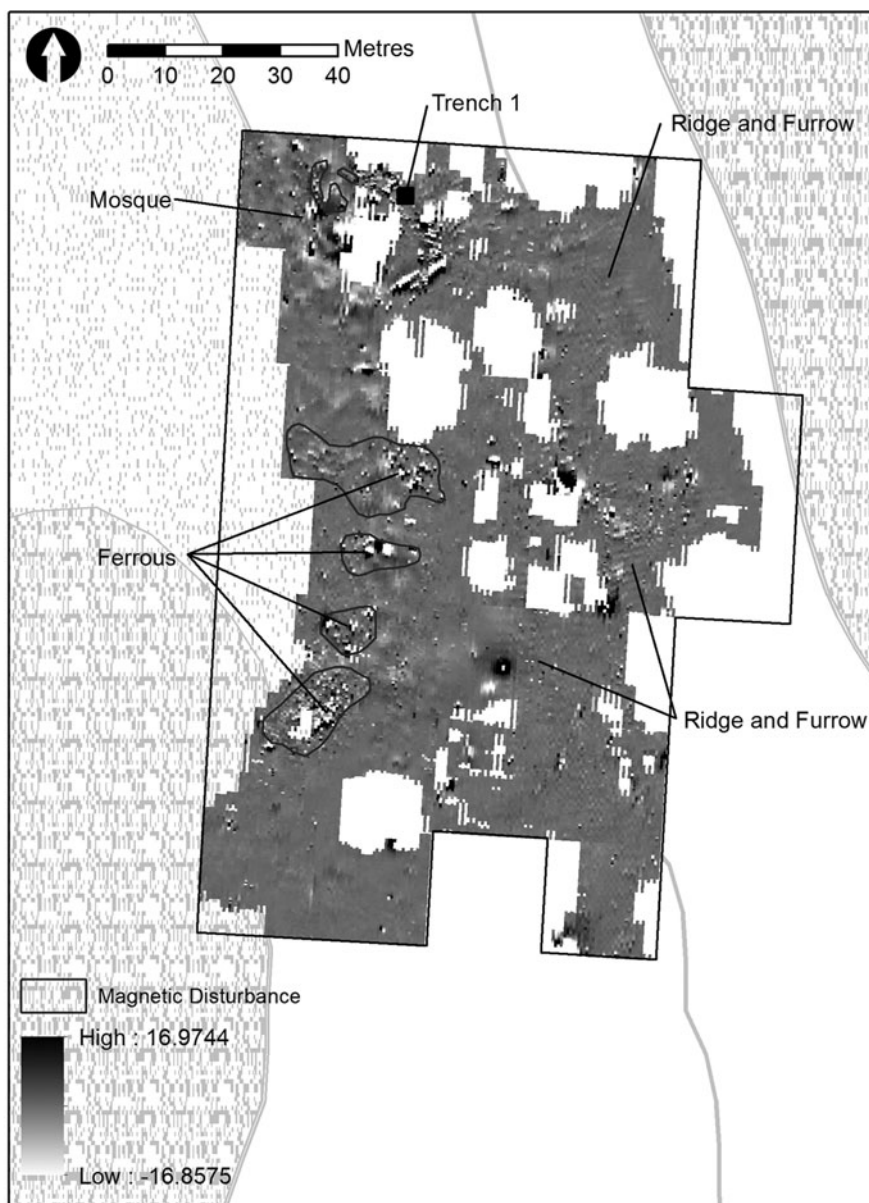 Metres
0 10 20 30 40
Trench 1
Ridge and Furrow
Mosque
Ferrous
Ridge and Furrow
Magnetic Disturbance
High : 16.9744
Low : -16.8575